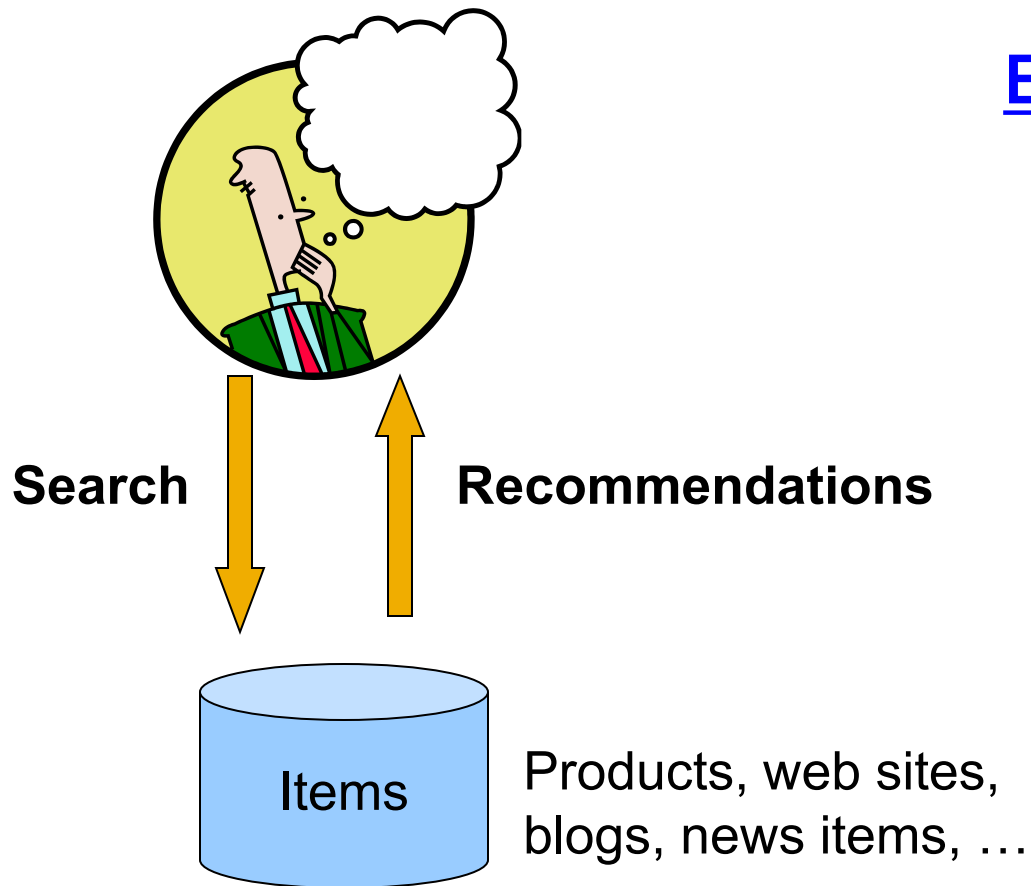 Search
Recommendations
Items
Products, web sites,
blogs, news items, …